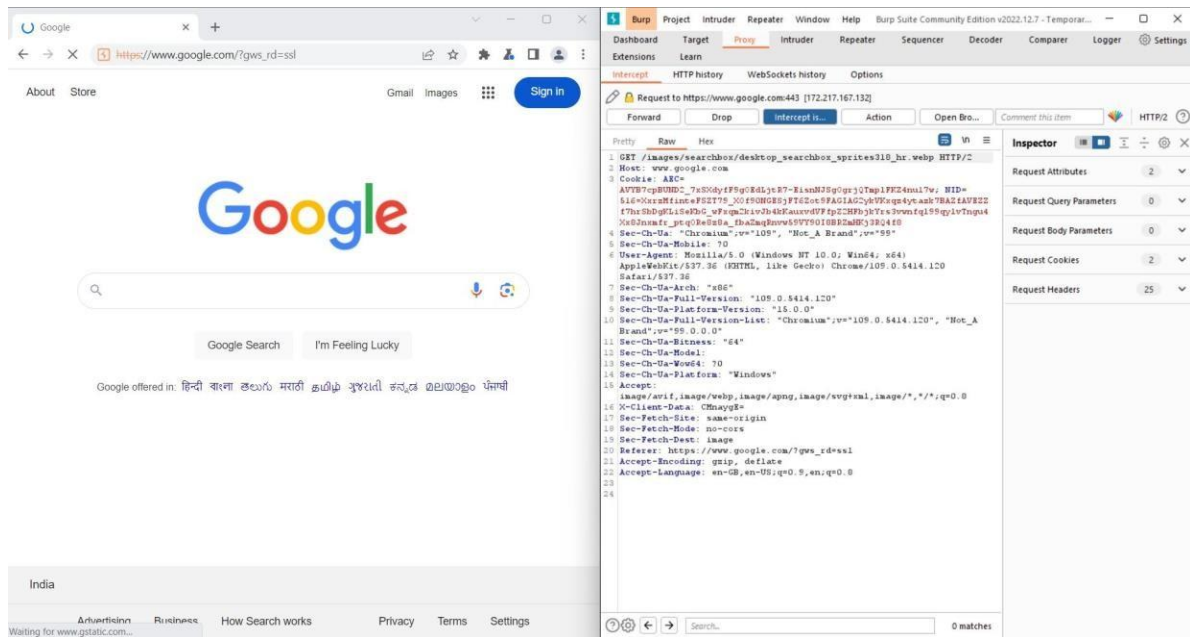 Google
https://www.google.com/?gws_rd=ssl
About Store Gmail Images Sign in
Google
Google Search I'm Feeling Lucky
Google offered in: हिन्दी বাংলা తెలుగు मराठी தமிழ் ગુજરાતી ಕನ್ನಡ മലയാളം ਪੰਜਾਬੀ
India
Advertising Business How Search works Privacy Terms Settings
Waiting for www.gstatic.com...
Burp Project Intruder Repeater Window Help Burp Suite Community Edition v2022.12.7 - Temporar...
Dashboard Target Proxy Intruder Repeater Sequencer Decoder Comparer Logger Settings
Extensions Learn
Intercept HTTP history WebSockets history Options
Request to https://www.google.com:443 [172.217.167.132]
Forward Drop Intercept is... Action Open Bro... Comment this item HTTP/2
Pretty Raw Hex \n
Inspector
1 GET /images/searchbox/desktop_searchbox_sprites318_hr.webp HTTP/2
2 Host: www.google.com
3 Cookie: AEC=
4 Sec-Ch-Ua: "Chromium";v="109", "Not_A Brand";v="99"
5 Sec-Ch-Ua-Mobile: ?0
6 User-Agent: Mozilla/5.0 (Windows NT 10.0; Win64; x64)
AppleWebKit/537.36 (KHTML, like Gecko) Chrome/109.0.5414.120
Safari/537.36
7 Sec-Ch-Ua-Arch: "x86"
8 Sec-Ch-Ua-Full-Version: "109.0.5414.120"
9 Sec-Ch-Ua-Platform-Version: "15.0.0"
10 Sec-Ch-Ua-Full-Version-List: "Chromium";v="109.0.5414.120", "Not_A
Brand";v="99.0.0.0"
11 Sec-Ch-Ua-Bitness: "64"
12 Sec-Ch-Ua-Model:
13 Sec-Ch-Ua-Wow64: ?0
14 Sec-Ch-Ua-Platform: "Windows"
15 Accept:
image/avif,image/webp,image/apng,image/svg+xml,image/*,*/*;q=0.8
16 X-Client-Data: CMnaygE=
17 Sec-Fetch-Site: same-origin
18 Sec-Fetch-Mode: no-cors
19 Sec-Fetch-Dest: image
20 Referer: https://www.google.com/?gws_rd=ssl
21 Accept-Encoding: gzip, deflate
22 Accept-Language: en-GB,en-US;q=0.9,en;q=0.8
23
24
Request Attributes 2
Request Query Parameters 0
Request Body Parameters 0
Request Cookies 2
Request Headers 25
Search... 0 matches